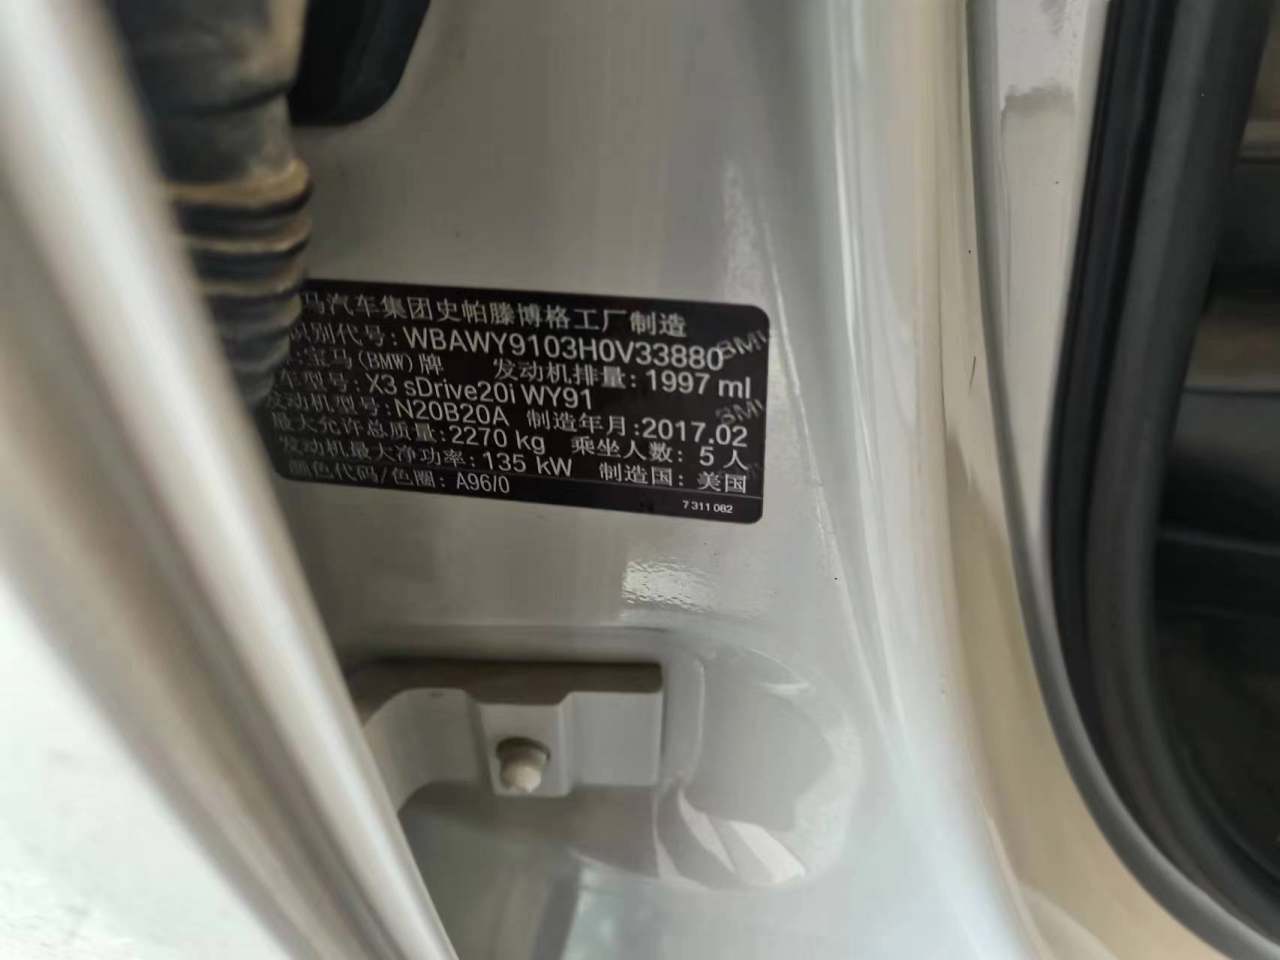 马汽车集团史帕滕博格工厂制造
识别代号: WBAWY9103H0V33880
宝马(BMW)牌 发动机排量: 1997 ml
车型号: X3 sDrive20i WY91
发动机型号: N20B20A 制造年月:2017.02
最大允许总质量:2270 kg 乘坐人数: 5 人
发动机最大净功率:135 kW 制造国: 美国
颜色代码/色圈: A96/0
7 311 082